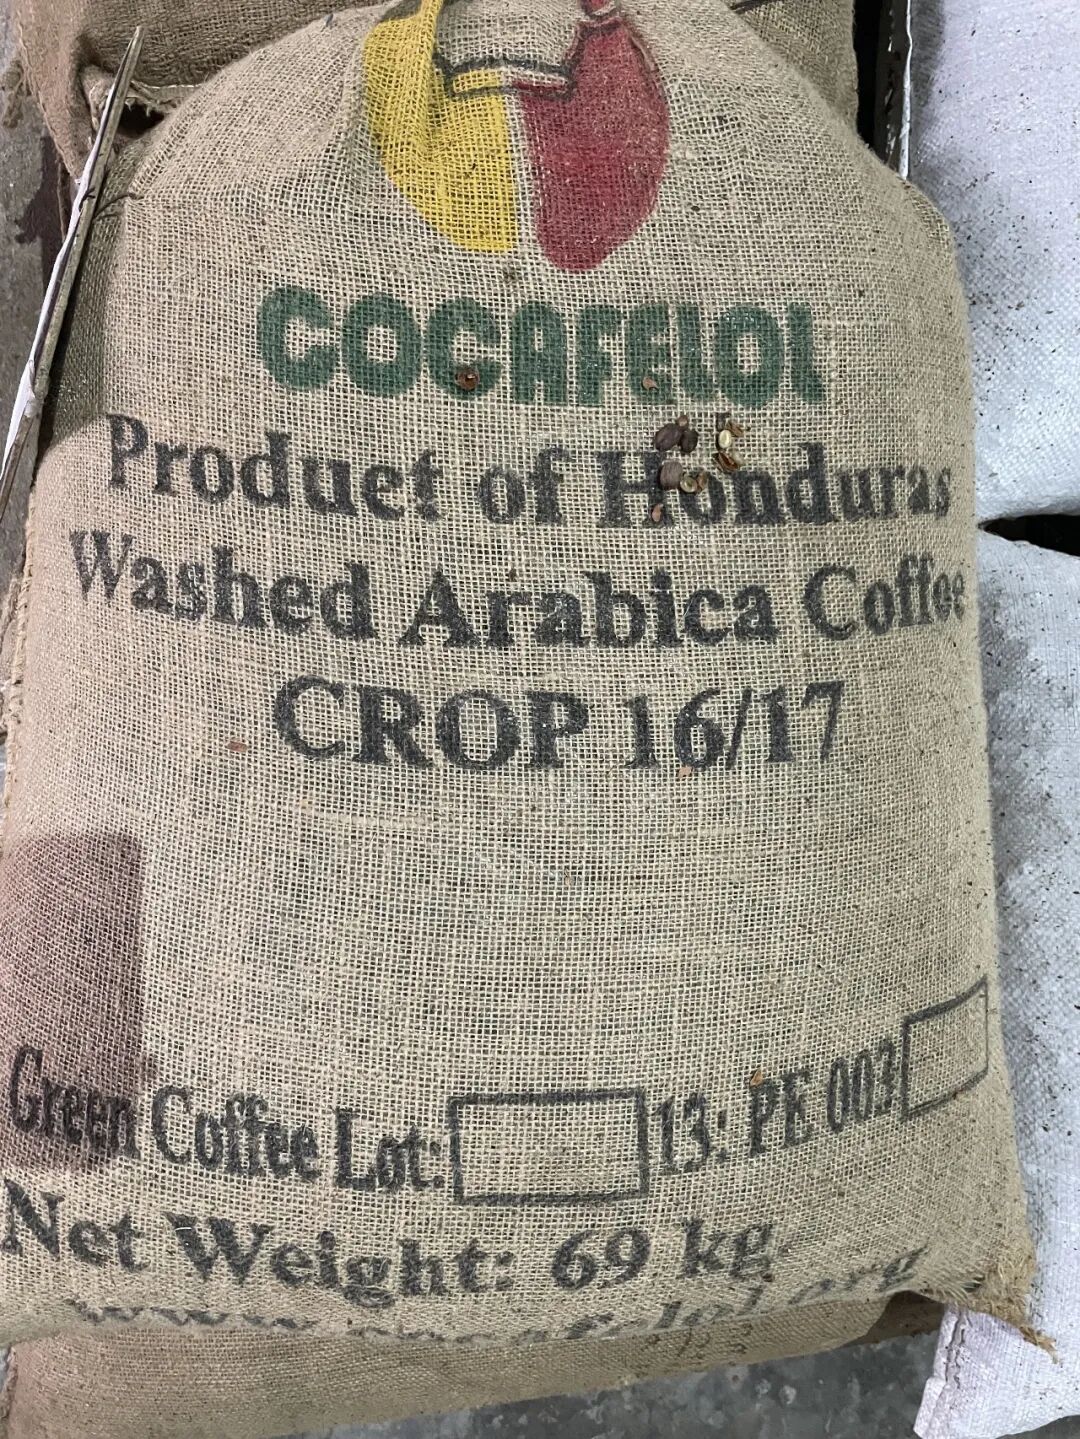 COCAFELOL
Product of Honduras
Washed Arabica Coffee
CROP 16/17
Green Coffee Lot: 13: PE 003
Net Weight: 69 kg